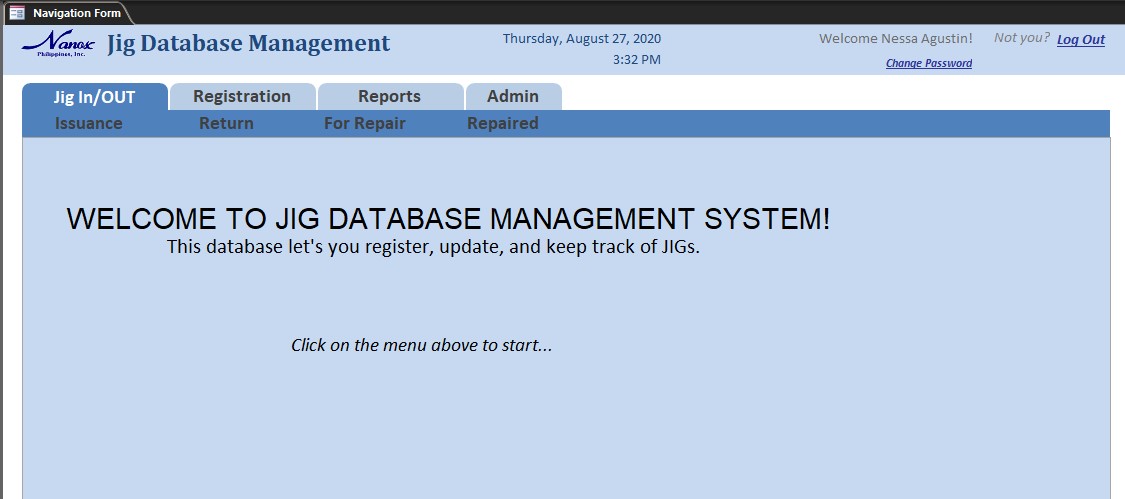 Navigation Form
Nanox
Philippines, Inc.
Jig Database Management
Thursday, August 27, 2020
3:32 PM
Welcome Nessa Agustin!
Not you? Log Out
Change Password
Jig In/OUT Registration Reports Admin
Issuance Return For Repair Repaired
WELCOME TO JIG DATABASE MANAGEMENT SYSTEM!
This database let's you register, update, and keep track of JIGs.
Click on the menu above to start...